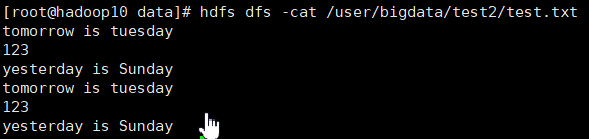 [root@hadoop10 data]# hdfs dfs -cat /user/bigdata/test2/test.txt
tomorrow is tuesday
123
yesterday is Sunday
tomorrow is tuesday
123
yesterday is Sunday